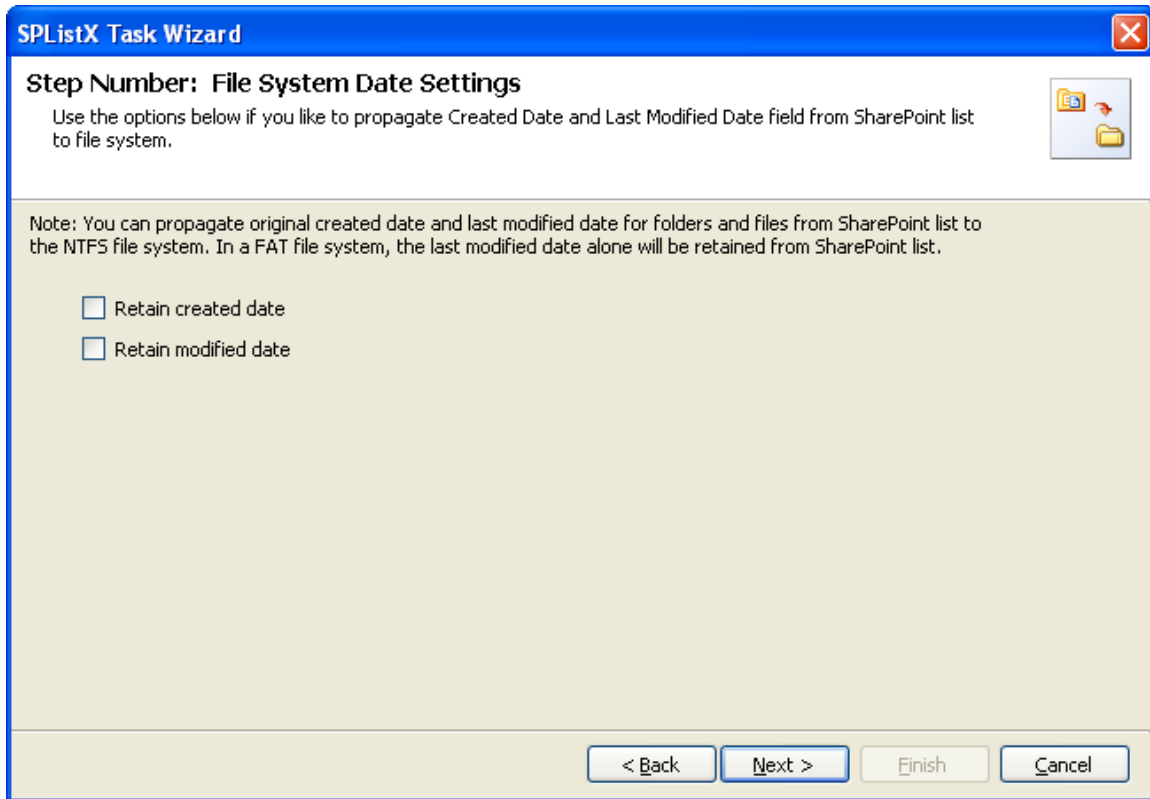 SPListX Task Wizard
Step Number:  File System Date Settings
Use the options below if you like to propagate Created Date and Last Modified Date field from SharePoint list
to file system.
Note: You can propagate original created date and last modified date for folders and files from SharePoint list to
the NTFS file system. In a FAT file system, the last modified date alone will be retained from SharePoint list.
Retain created date
Retain modified date
< Back
Next >
Finish
Cancel